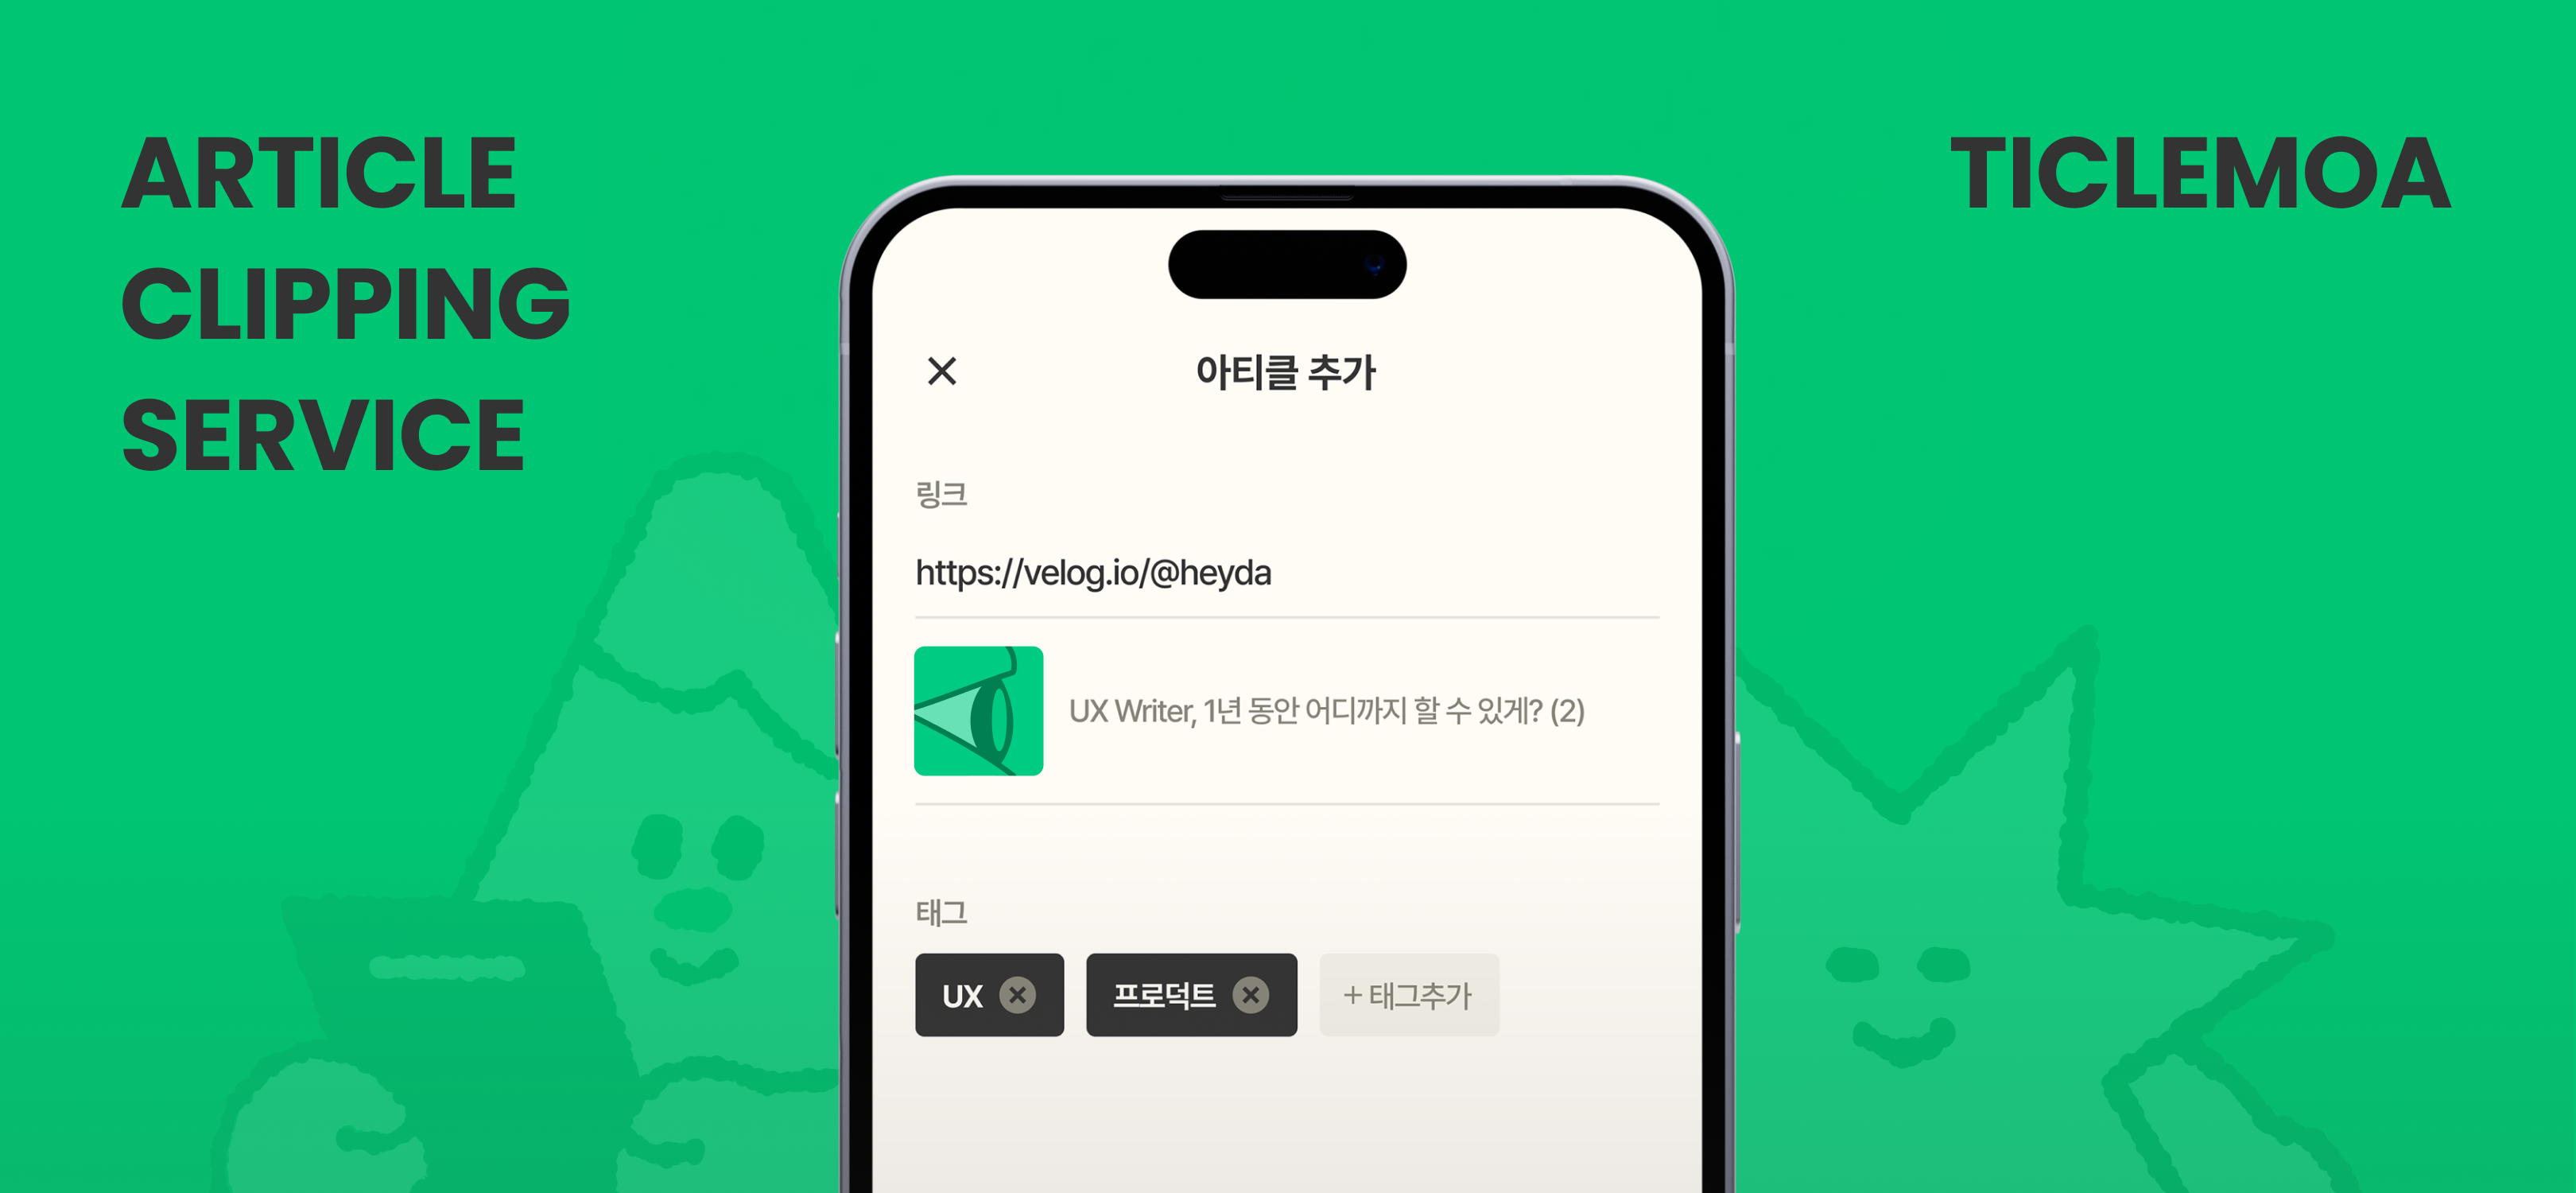 ARTICLE
CLIPPING
SERVICE
TICLEMOA
아티클 추가
링크
https://velog.io/@heyda
UX Writer, 1년 동안 어디까지 할 수 있게? (2)
태그
UX
프로덕트
+ 태그추가